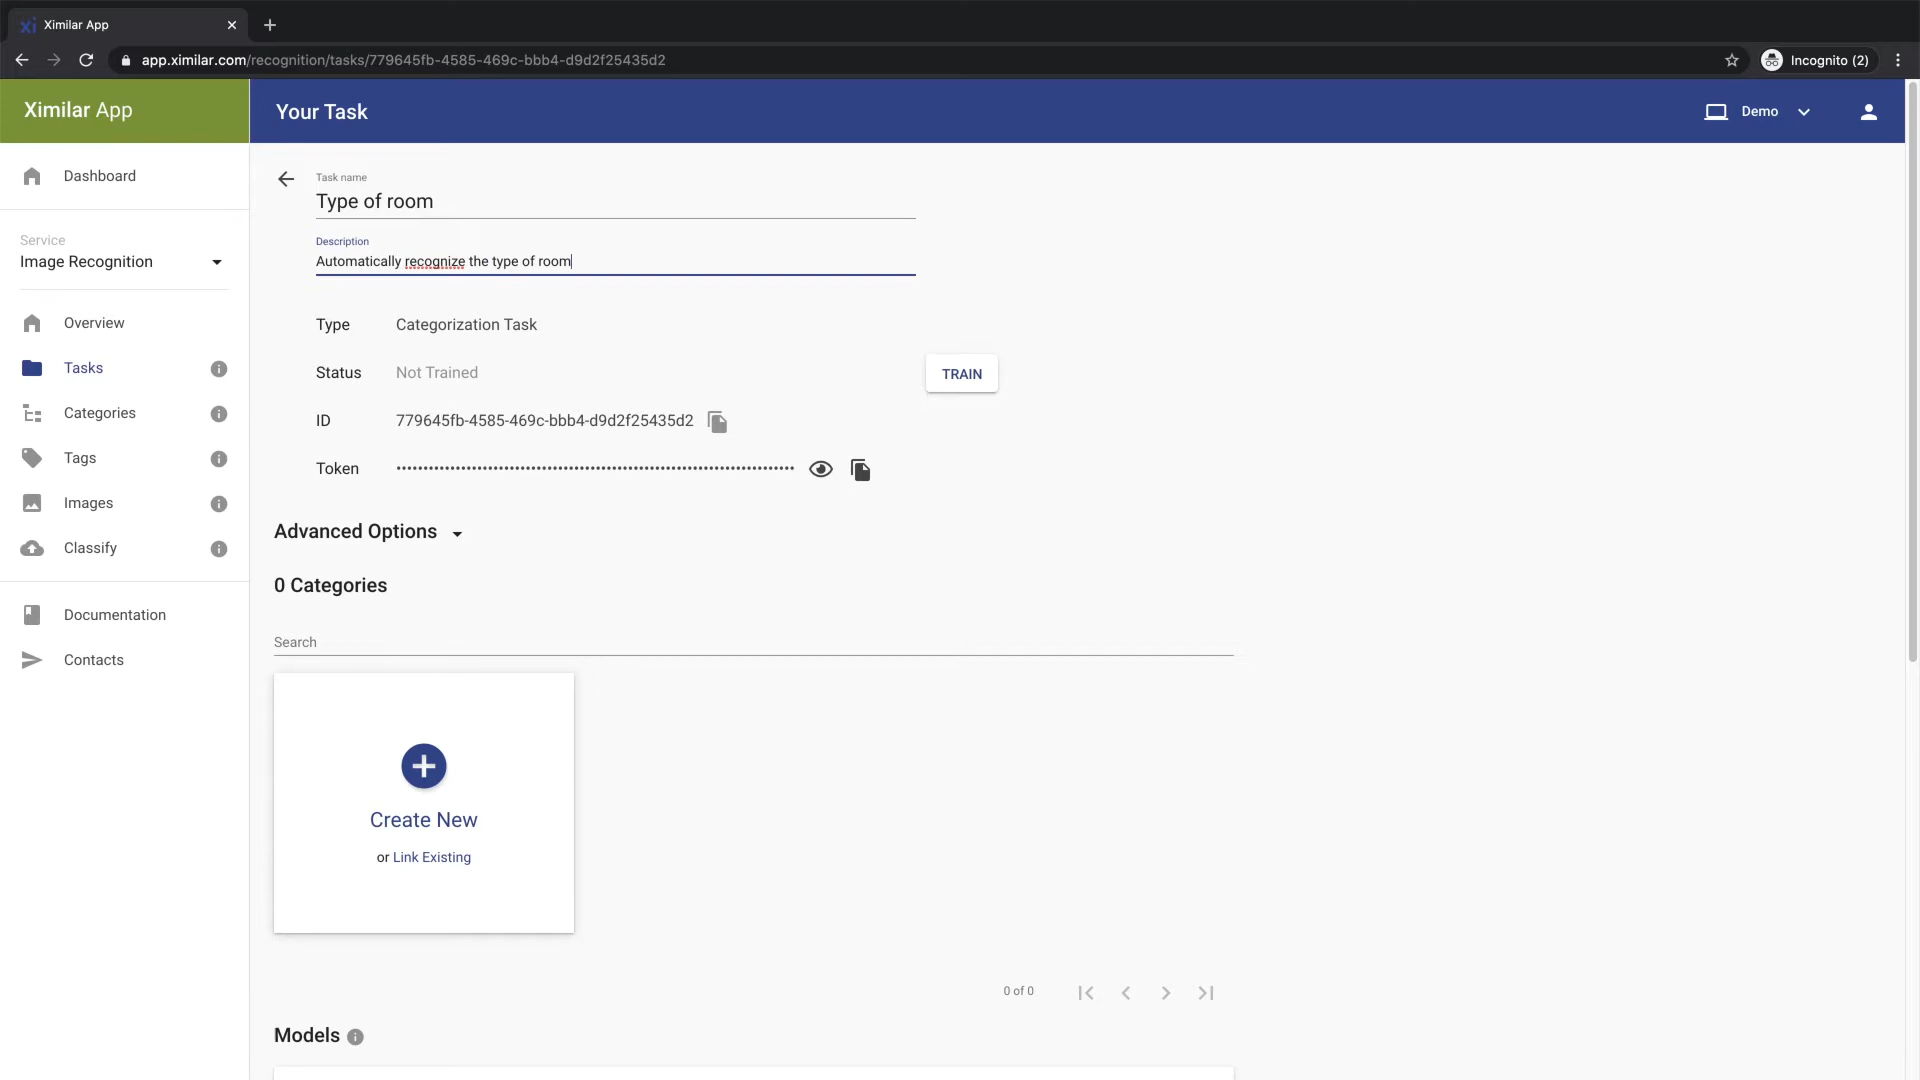 Ximilar App
app.ximilar.com/recognition/tasks/779645fb-4585-469c-bbb4-d9d2f25435d2
Incognito (2)
Ximilar App
Your Task
Demo
Dashboard
Service
Image Recognition
Overview
Tasks
Categories
Tags
Images
Classify
Documentation
Contacts
Task name
Type of room
Description
Automatically recognize the type of room
Type Categorization Task
Status Not Trained
TRAIN
ID 779645fb-4585-469c-bbb4-d9d2f25435d2
Token
Advanced Options
0 Categories
Search
Create New
or Link Existing
0 of 0
Models